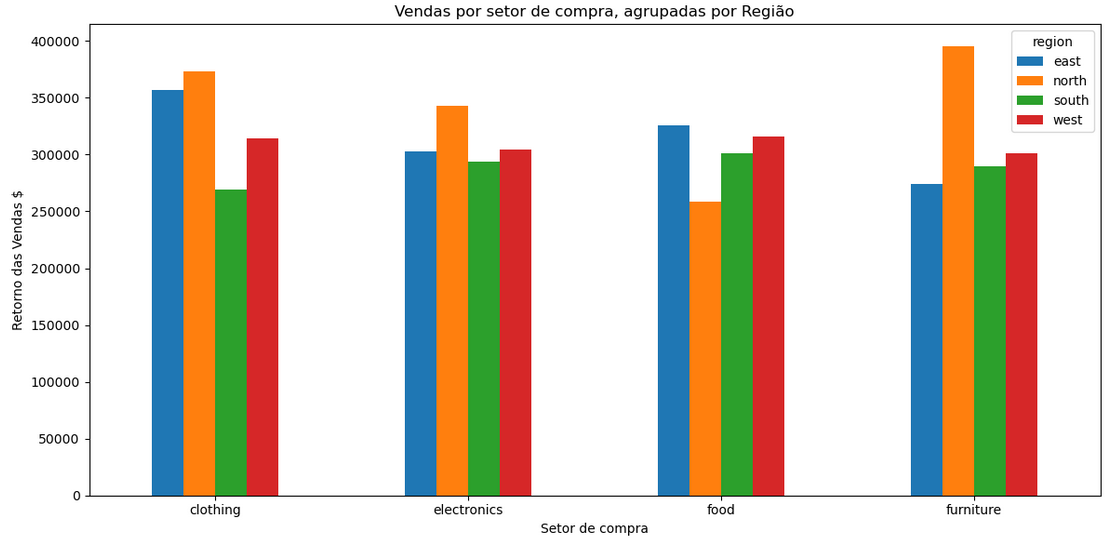 Vendas por setor de compra, agrupadas por Região
region
east
north
south
west
Retorno das Vendas $
400000
350000
300000
250000
200000
150000
100000
50000
0
clothing
electronics
food
furniture
Setor de compra